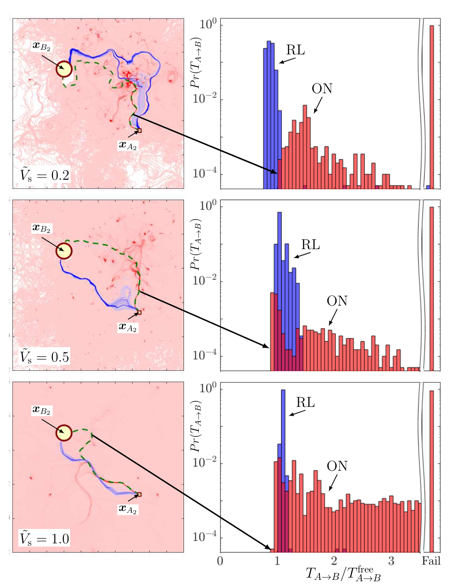 x_{B_2}
x_{A_2}
Ṽ_s = 0.2
Pr(T_{A→B})
10^0
10^{-2}
10^{-4}
RL
ON
x_{B_2}
x_{A_2}
Ṽ_s = 0.5
Pr(T_{A→B})
10^0
10^{-2}
10^{-4}
RL
ON
x_{B_2}
x_{A_2}
Ṽ_s = 1.0
Pr(T_{A→B})
10^0
10^{-2}
10^{-4}
RL
ON
0 1 2 3 Fail
T_{A→B}/T_{A→B}^{free}